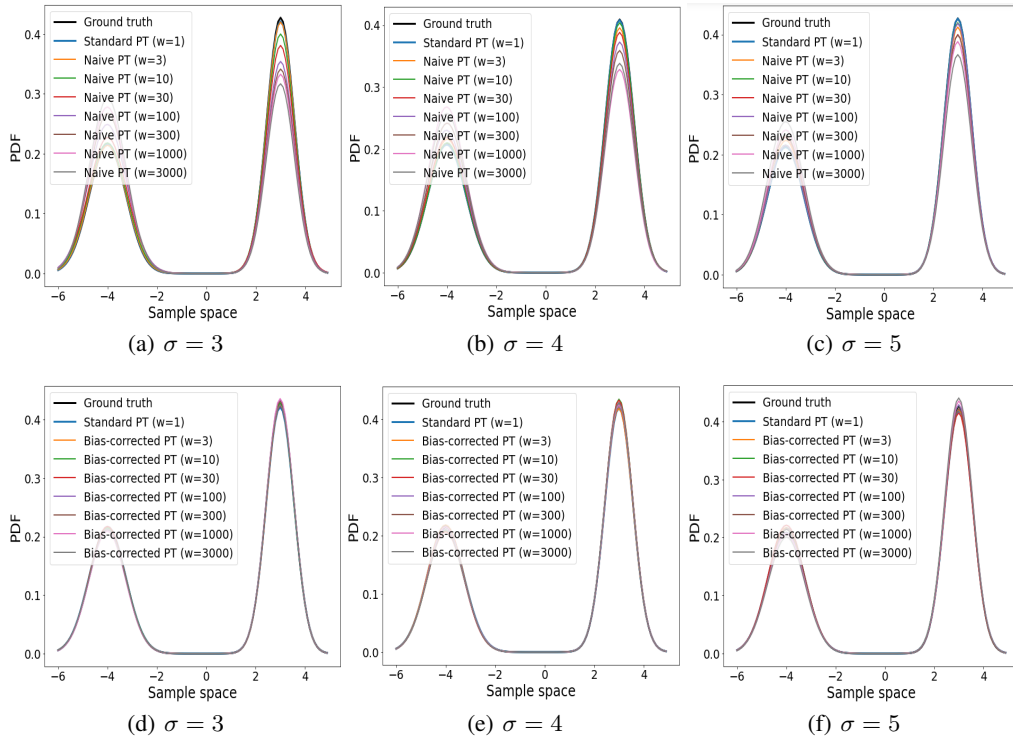 Ground truth
Standard PT (w=1)
Naive PT (w=3)
Naive PT (w=10)
Naive PT (w=30)
Naive PT (w=100)
Naive PT (w=300)
Naive PT (w=1000)
Naive PT (w=3000)
PDF
0.4
0.3
0.2
0.1
0.0
-6 -4 -2 0 2 4
Sample space
(a) σ = 3
Ground truth
Standard PT (w=1)
Naive PT (w=3)
Naive PT (w=10)
Naive PT (w=30)
Naive PT (w=100)
Naive PT (w=300)
Naive PT (w=1000)
Naive PT (w=3000)
PDF
0.4
0.3
0.2
0.1
0.0
-6 -4 -2 0 2 4
Sample space
(b) σ = 4
Ground truth
Standard PT (w=1)
Naive PT (w=3)
Naive PT (w=10)
Naive PT (w=30)
Naive PT (w=100)
Naive PT (w=300)
Naive PT (w=1000)
Naive PT (w=3000)
PDF
0.4
0.3
0.2
0.1
0.0
-6 -4 -2 0 2 4
Sample space
(c) σ = 5
Ground truth
Standard PT (w=1)
Bias-corrected PT (w=3)
Bias-corrected PT (w=10)
Bias-corrected PT (w=30)
Bias-corrected PT (w=100)
Bias-corrected PT (w=300)
Bias-corrected PT (w=1000)
Bias-corrected PT (w=3000)
PDF
0.4
0.3
0.2
0.1
0.0
-6 -4 -2 0 2 4
Sample space
(d) σ = 3
Ground truth
Standard PT (w=1)
Bias-corrected PT (w=3)
Bias-corrected PT (w=10)
Bias-corrected PT (w=30)
Bias-corrected PT (w=100)
Bias-corrected PT (w=300)
Bias-corrected PT (w=1000)
Bias-corrected PT (w=3000)
PDF
0.4
0.3
0.2
0.1
0.0
-6 -4 -2 0 2 4
Sample space
(e) σ = 4
Ground truth
Standard PT (w=1)
Bias-corrected PT (w=3)
Bias-corrected PT (w=10)
Bias-corrected PT (w=30)
Bias-corrected PT (w=100)
Bias-corrected PT (w=300)
Bias-corrected PT (w=1000)
Bias-corrected PT (w=3000)
PDF
0.4
0.3
0.2
0.1
0.0
-6 -4 -2 0 2 4
Sample space
(f) σ = 5